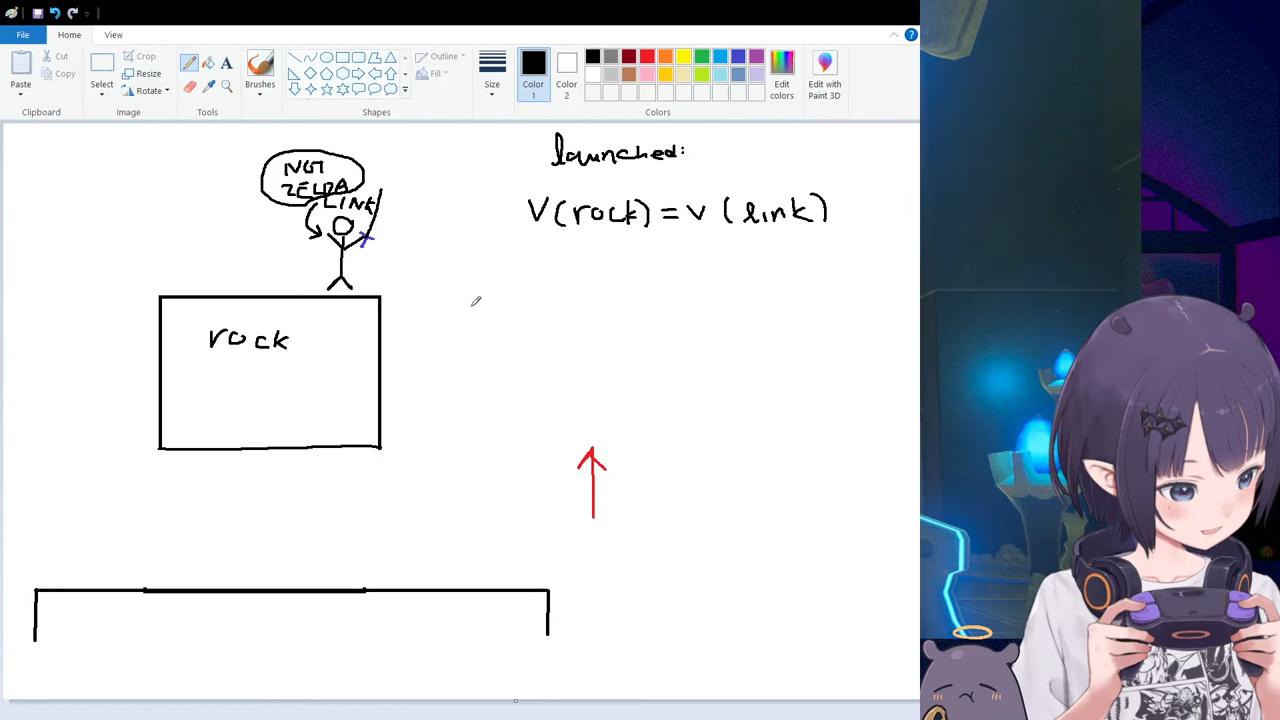 File
Home
View
Paste
Cut
Copy
Clipboard
Select
Crop
Resize
Rotate
Image
Tools
Brushes
Outline
Fill
Shapes
Size
Color
1
Color
2
Edit
colors
Edit with
Paint 3D
Colors
NOT
ZELDA
LINK
rock
launched:
V(rock) = v (link)